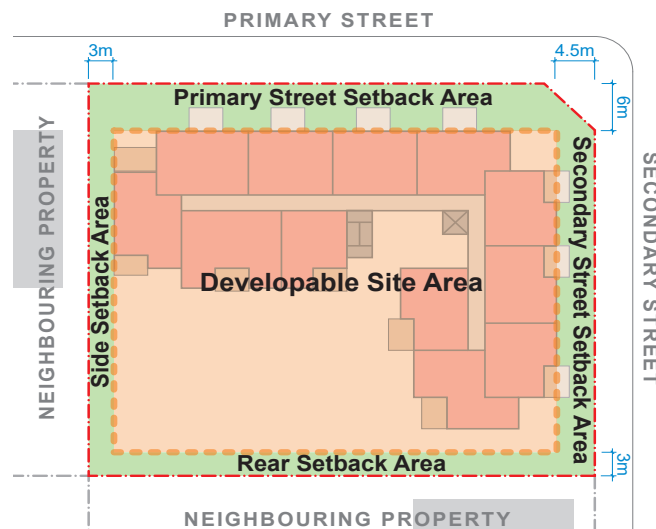 PRIMARY STREET
3m
4.5m
Primary Street Setback Area
6m
NEIGHBOURING PROPERTY
Side Setback Area
Developable Site Area
Secondary Street Setback Area
SECONDARY STREET
Rear Setback Area
3m
NEIGHBOURING PROPERTY